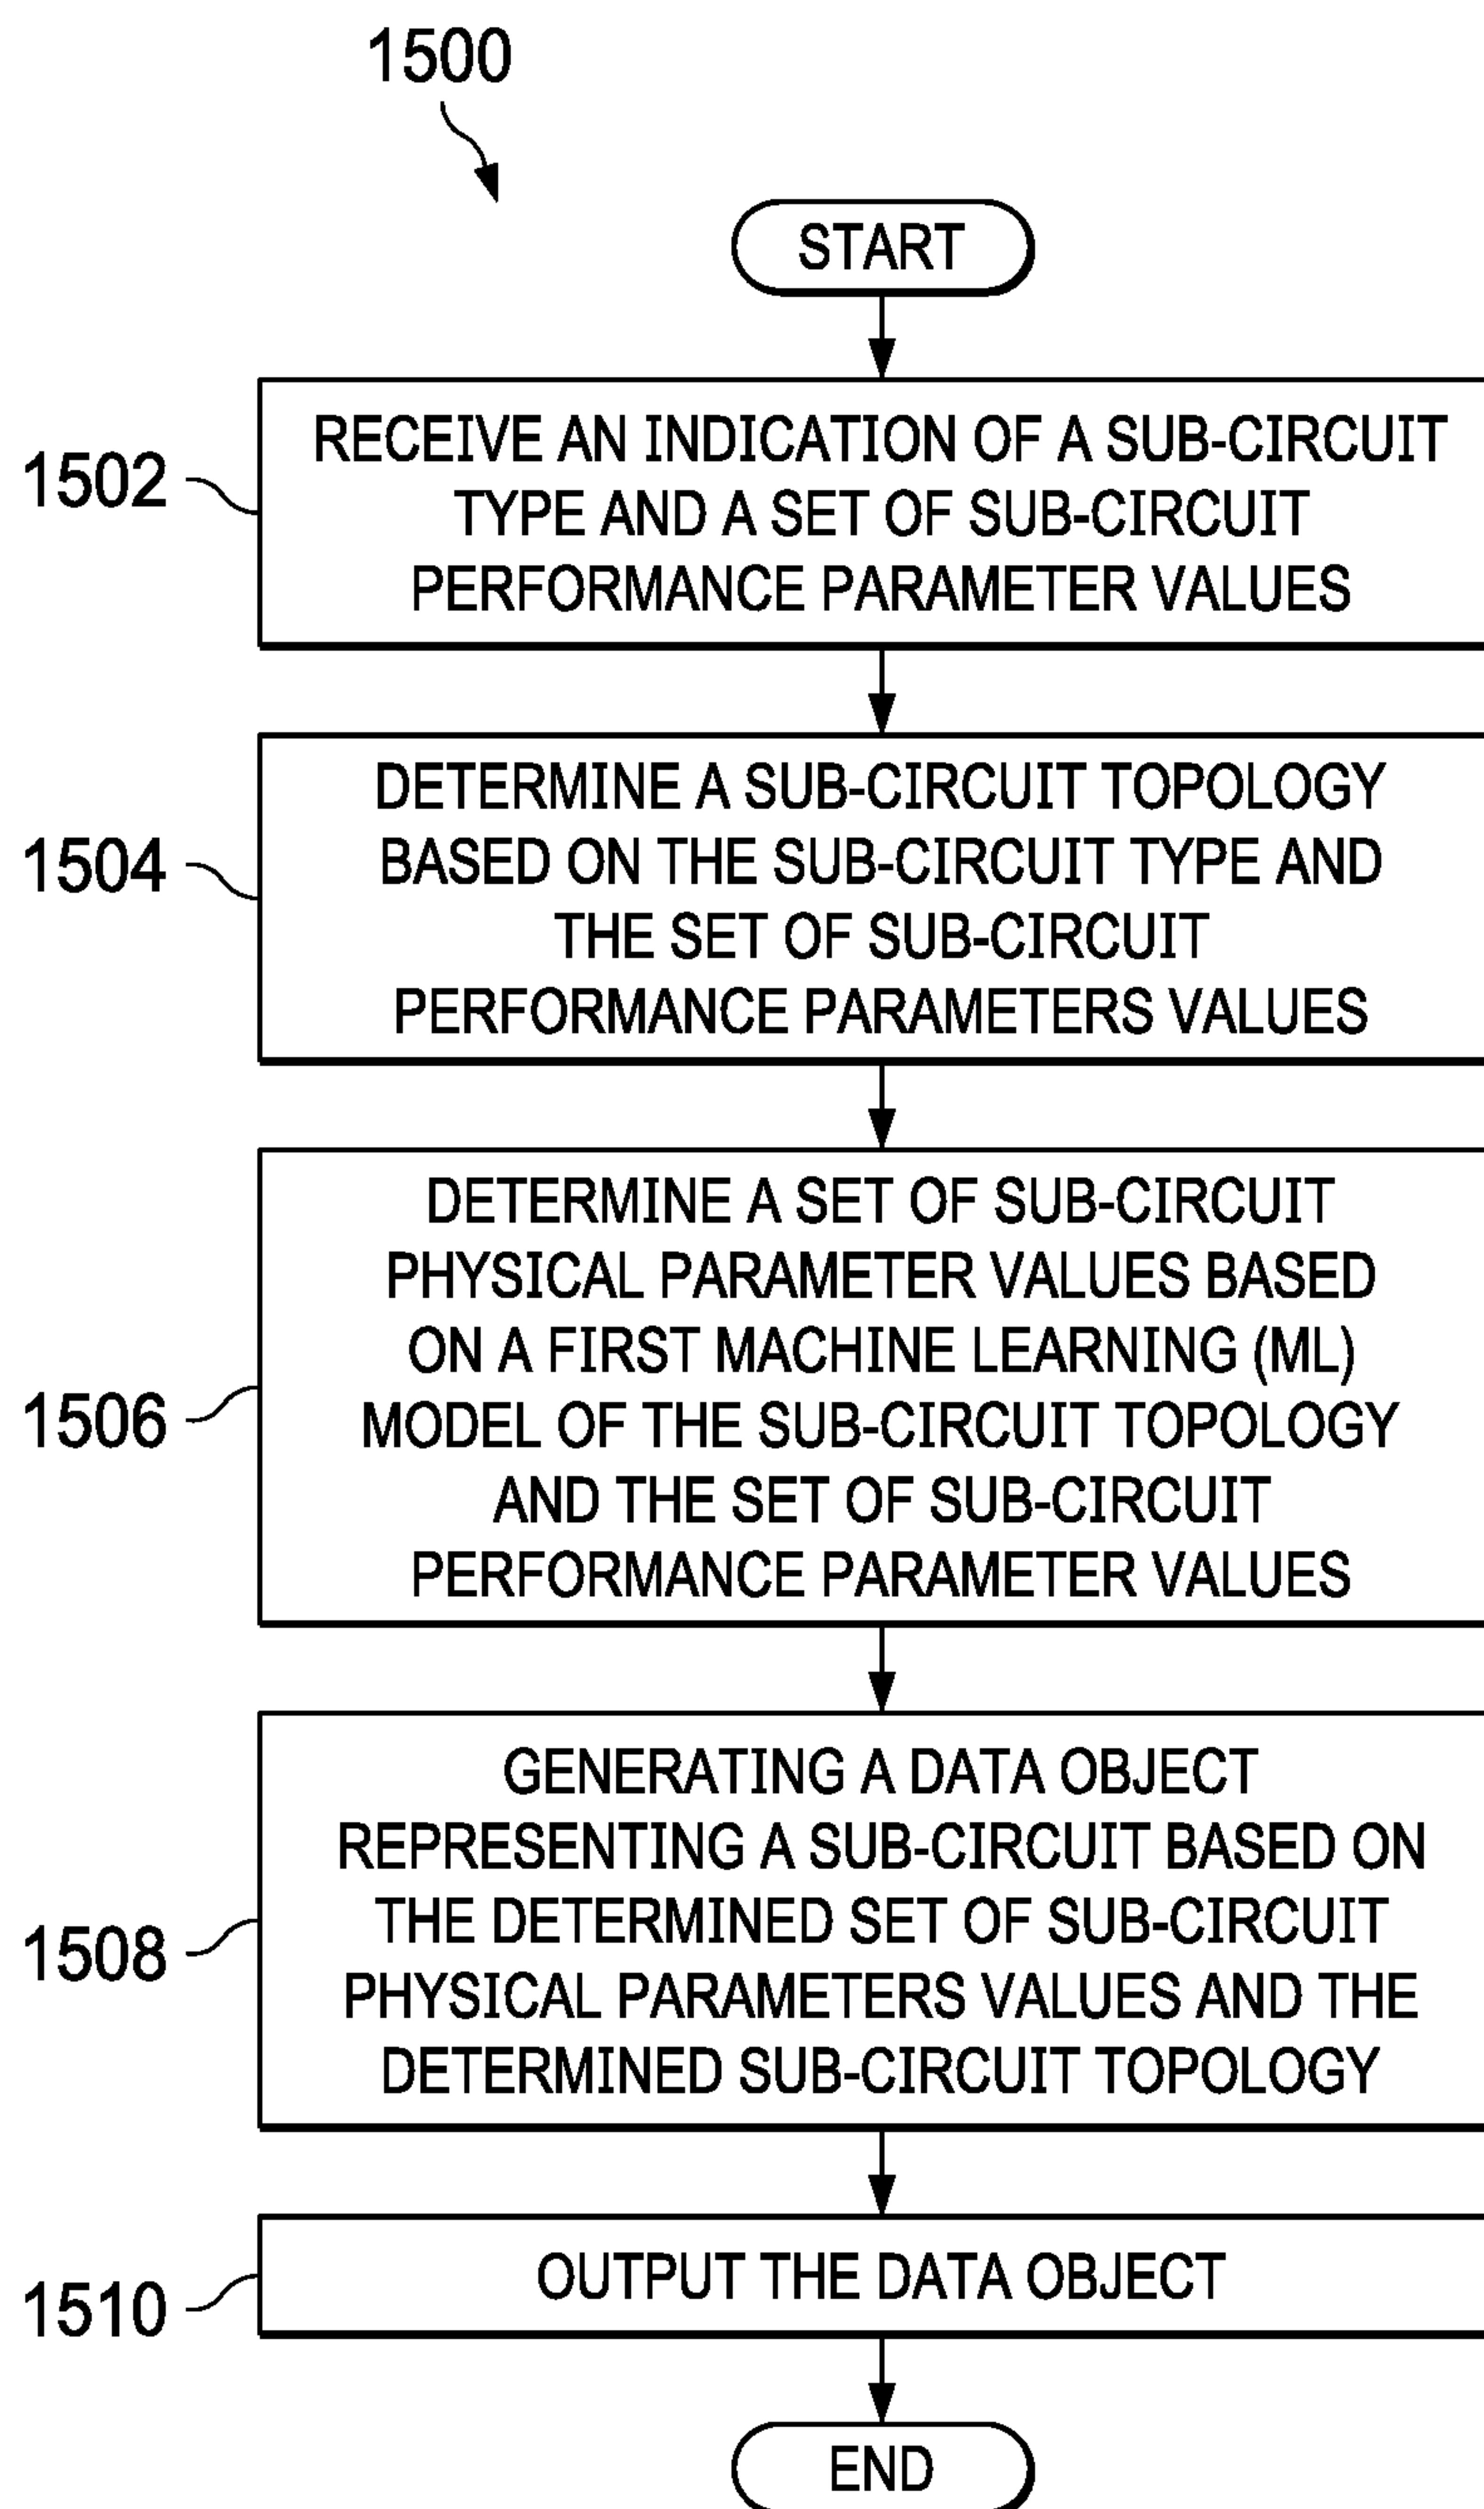 1500
START
1502
RECEIVE AN INDICATION OF A SUB-CIRCUIT
TYPE AND A SET OF SUB-CIRCUIT
PERFORMANCE PARAMETER VALUES
1504
DETERMINE A SUB-CIRCUIT TOPOLOGY
BASED ON THE SUB-CIRCUIT TYPE AND
THE SET OF SUB-CIRCUIT
PERFORMANCE PARAMETERS VALUES
1506
DETERMINE A SET OF SUB-CIRCUIT
PHYSICAL PARAMETER VALUES BASED
ON A FIRST MACHINE LEARNING (ML)
MODEL OF THE SUB-CIRCUIT TOPOLOGY
AND THE SET OF SUB-CIRCUIT
PERFORMANCE PARAMETER VALUES
1508
GENERATING A DATA OBJECT
REPRESENTING A SUB-CIRCUIT BASED ON
THE DETERMINED SET OF SUB-CIRCUIT
PHYSICAL PARAMETERS VALUES AND THE
DETERMINED SUB-CIRCUIT TOPOLOGY
1510
OUTPUT THE DATA OBJECT
END